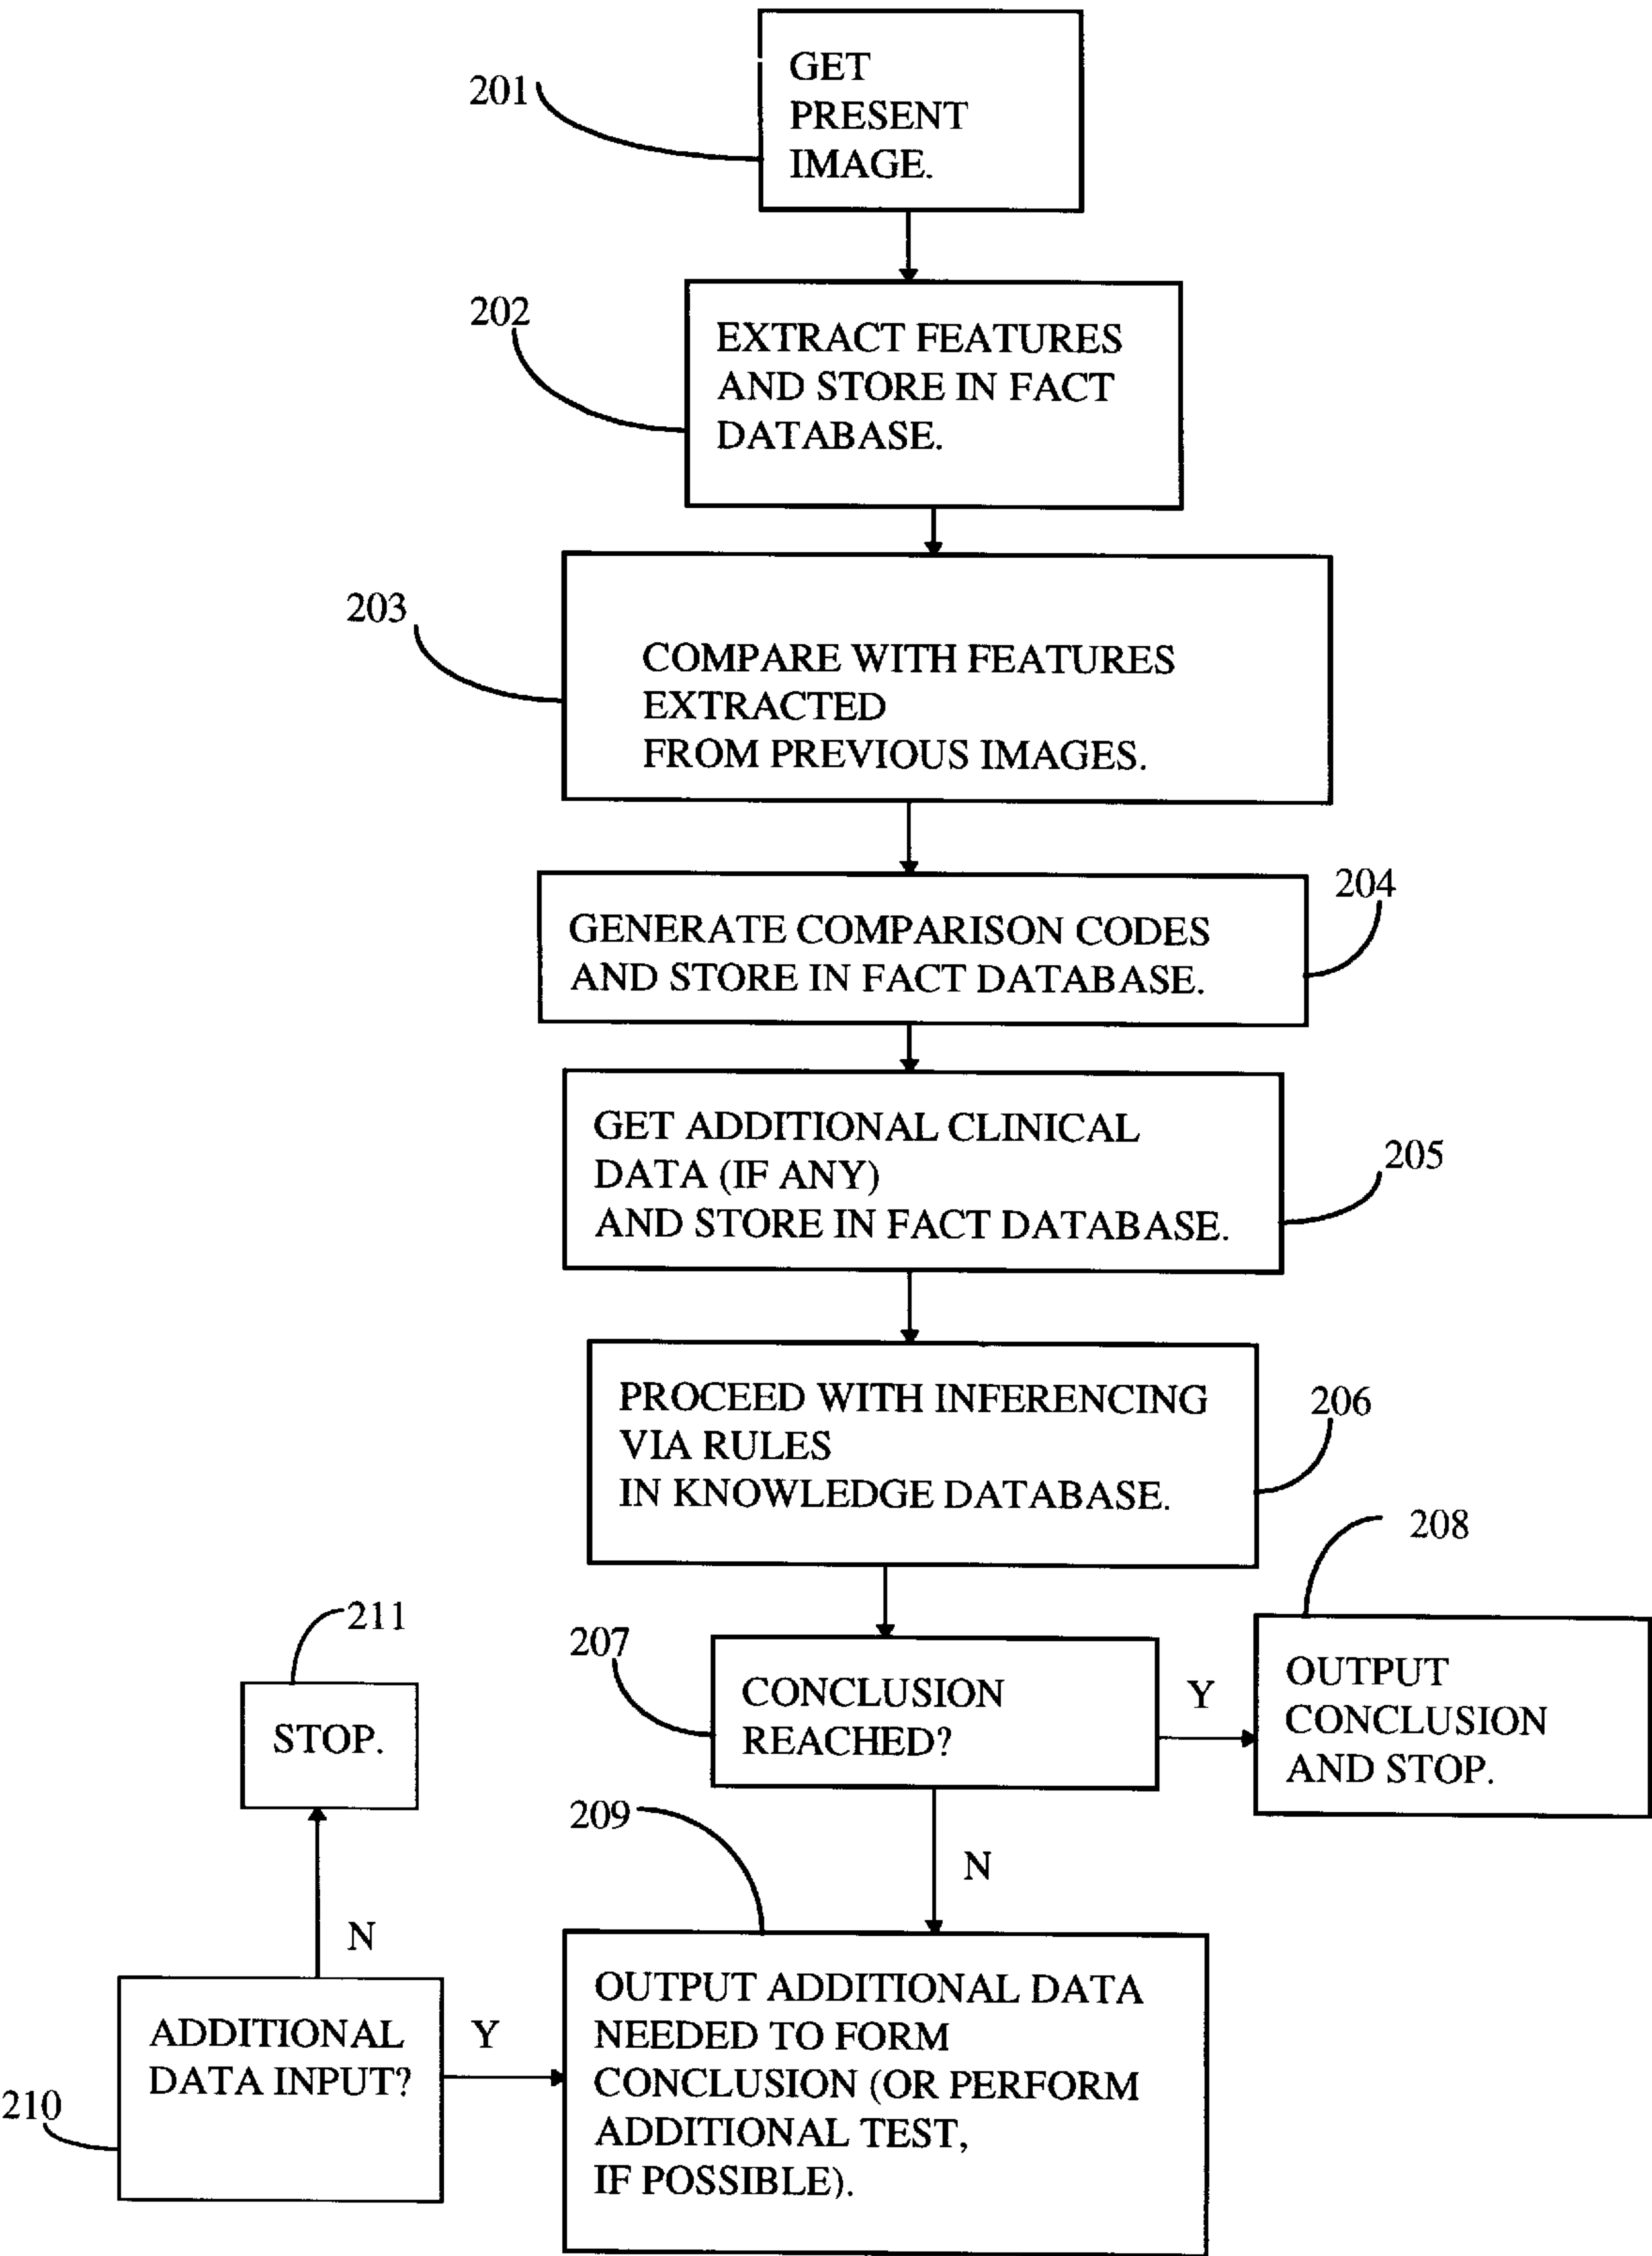 201
GET
PRESENT
IMAGE.
202
EXTRACT FEATURES
AND STORE IN FACT
DATABASE.
203
COMPARE WITH FEATURES
EXTRACTED
FROM PREVIOUS IMAGES.
204
GENERATE COMPARISON CODES
AND STORE IN FACT DATABASE.
205
GET ADDITIONAL CLINICAL
DATA (IF ANY)
AND STORE IN FACT DATABASE.
206
PROCEED WITH INFERENCING
VIA RULES
IN KNOWLEDGE DATABASE.
207
CONCLUSION
REACHED?
Y
208
OUTPUT
CONCLUSION
AND STOP.
N
209
OUTPUT ADDITIONAL DATA
NEEDED TO FORM
CONCLUSION (OR PERFORM
ADDITIONAL TEST,
IF POSSIBLE).
210
ADDITIONAL
DATA INPUT?
Y
N
211
STOP.